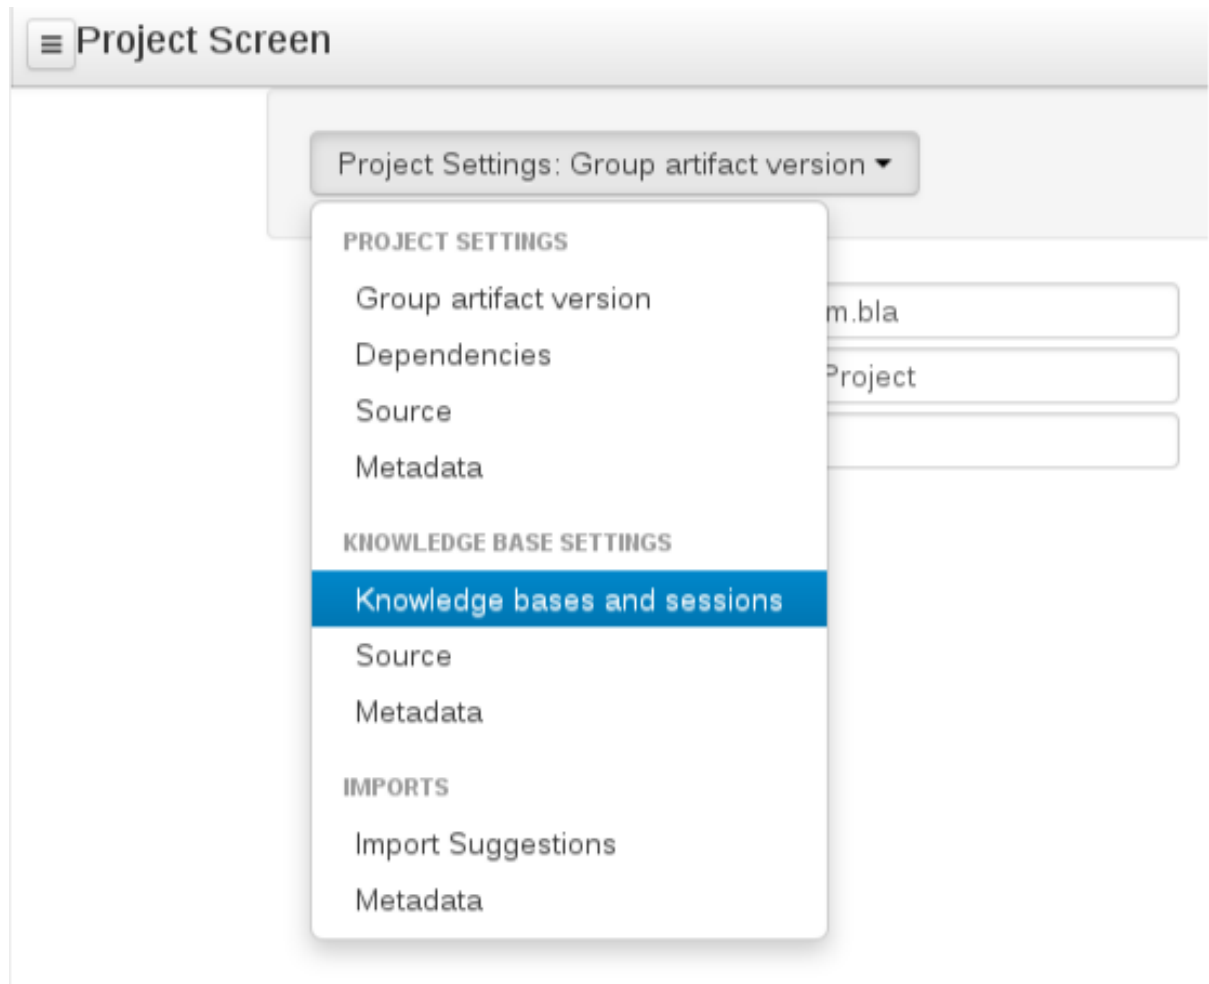 Project Screen
Project Settings: Group artifact version
PROJECT SETTINGS
Group artifact version
m.bla
Dependencies
Project
Source
Metadata
KNOWLEDGE BASE SETTINGS
Knowledge bases and sessions
Source
Metadata
IMPORTS
Import Suggestions
Metadata